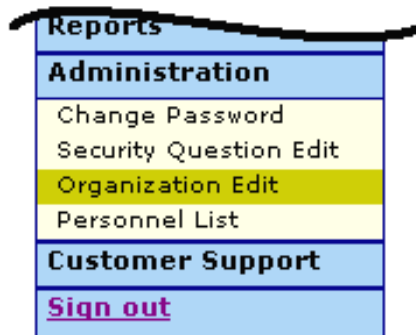 Reports
Administration
Change Password
Security Question Edit
Organization Edit
Personnel List
Customer Support
Sign out